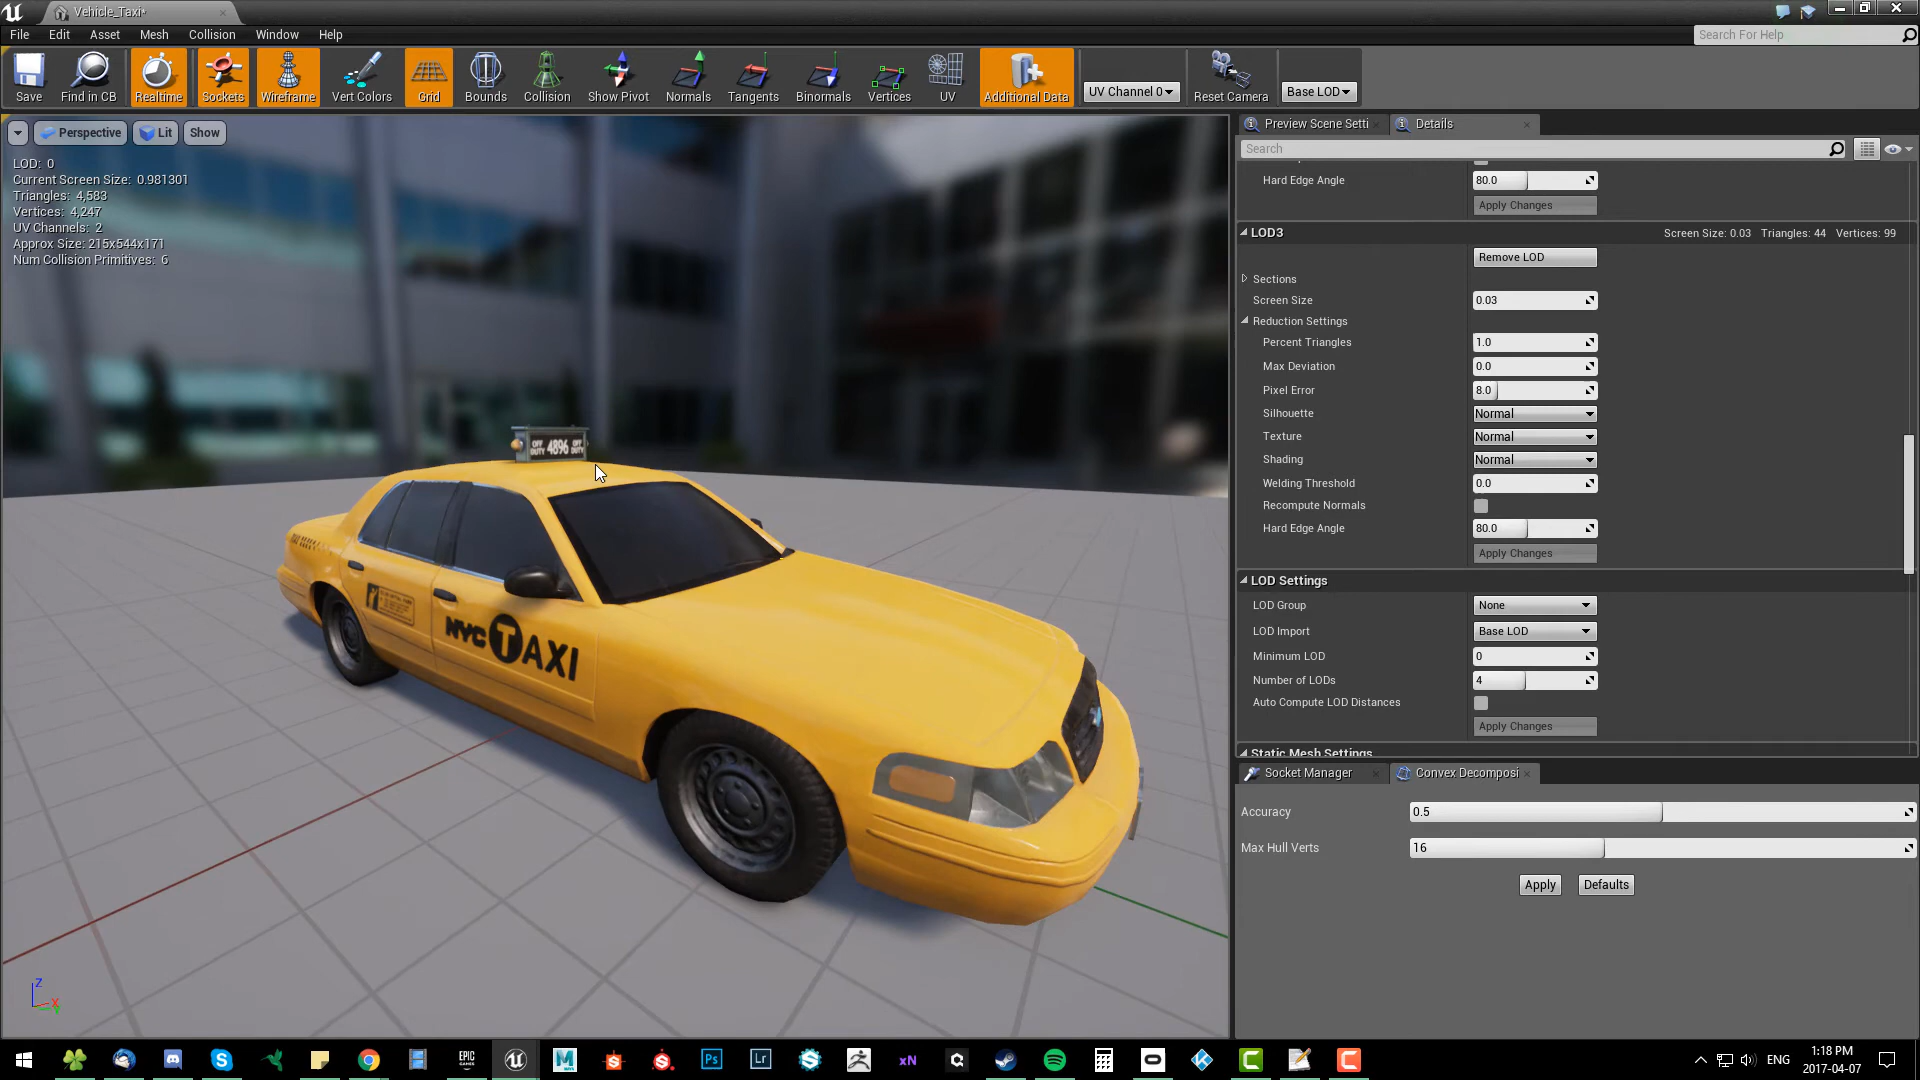 Vehicle_Taxi*
File Edit Asset Mesh Collision Window Help
Search For Help
Save Find in CB Realtime Sockets Wireframe Vert Colors Grid Bounds Collision Show Pivot Normals Tangents Binormals Vertices UV Additional Data UV Channel 0 Reset Camera Base LOD
Perspective Lit Show
LOD: 0
Current Screen Size: 0.981301
Triangles: 4,583
Vertices: 4,247
UV Channels: 2
Approx Size: 215x544x171
Num Collision Primitives: 6
OFF DUTY 4896 OFF DUTY
NYC TAXI
Z
X
Y
Preview Scene Setti
Details
Search
Hard Edge Angle 80.0
Apply Changes
LOD3 Screen Size: 0.03 Triangles: 44 Vertices: 99
Remove LOD
Sections
Screen Size 0.03
Reduction Settings
Percent Triangles 1.0
Max Deviation 0.0
Pixel Error 8.0
Silhouette Normal
Texture Normal
Shading Normal
Welding Threshold 0.0
Recompute Normals
Hard Edge Angle 80.0
Apply Changes
LOD Settings
LOD Group None
LOD Import Base LOD
Minimum LOD 0
Number of LODs 4
Auto Compute LOD Distances
Apply Changes
Static Mesh Settings
Socket Manager
Convex Decomposi
Accuracy 0.5
Max Hull Verts 16
Apply Defaults
EPIC GAMES
M
Ps
Lr
xN
ENG
1:18 PM
2017-04-07